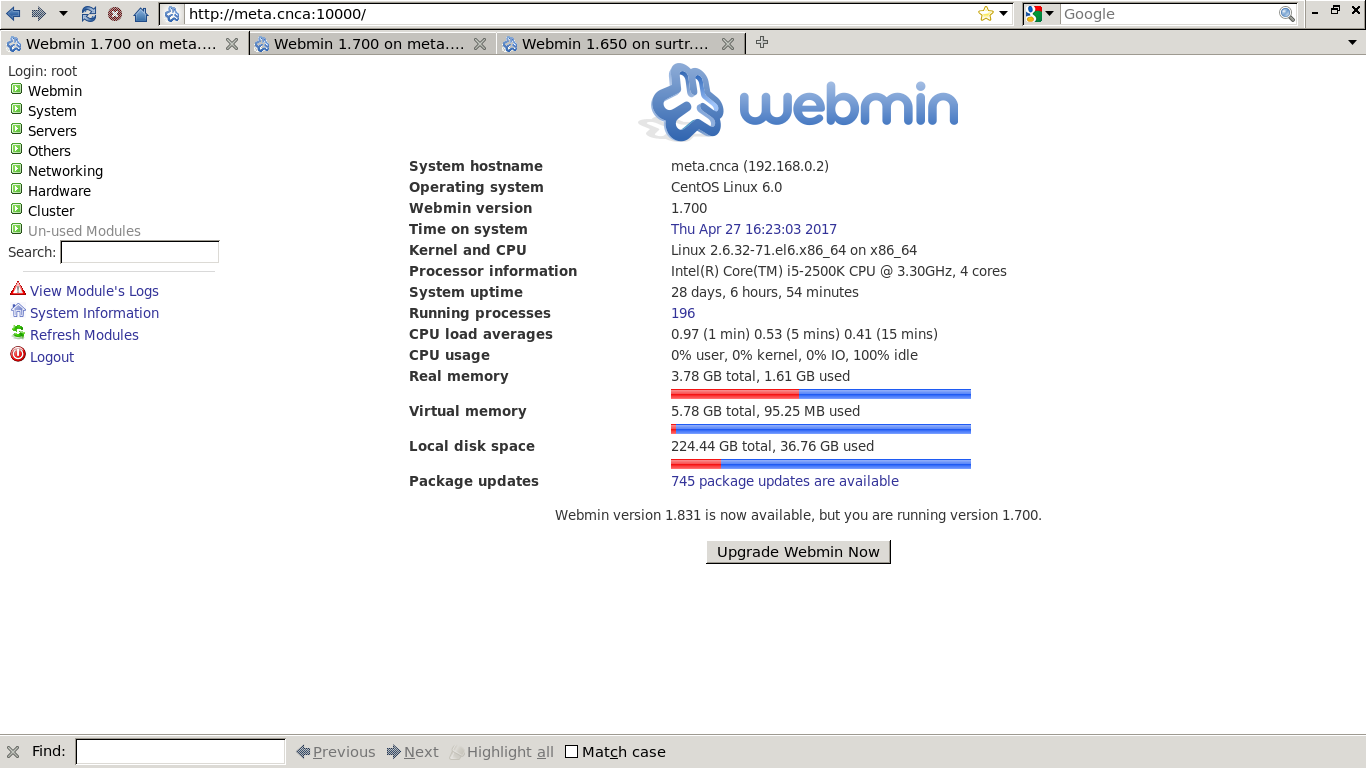 http://meta.cnca:10000/
Google
Webmin 1.700 on meta....
Webmin 1.700 on meta....
Webmin 1.650 on surtr....
Login: root
Webmin
System
Servers
Others
Networking
Hardware
Cluster
Un-used Modules
Search:
View Module's Logs
System Information
Refresh Modules
Logout
webmin
System hostname meta.cnca (192.168.0.2)
Operating system CentOS Linux 6.0
Webmin version 1.700
Time on system Thu Apr 27 16:23:03 2017
Kernel and CPU Linux 2.6.32-71.el6.x86_64 on x86_64
Processor information Intel(R) Core(TM) i5-2500K CPU @ 3.30GHz, 4 cores
System uptime 28 days, 6 hours, 54 minutes
Running processes 196
CPU load averages 0.97 (1 min) 0.53 (5 mins) 0.41 (15 mins)
CPU usage 0% user, 0% kernel, 0% IO, 100% idle
Real memory 3.78 GB total, 1.61 GB used
Virtual memory 5.78 GB total, 95.25 MB used
Local disk space 224.44 GB total, 36.76 GB used
Package updates 745 package updates are available
Webmin version 1.831 is now available, but you are running version 1.700.
Upgrade Webmin Now
Find: Previous Next Highlight all Match case